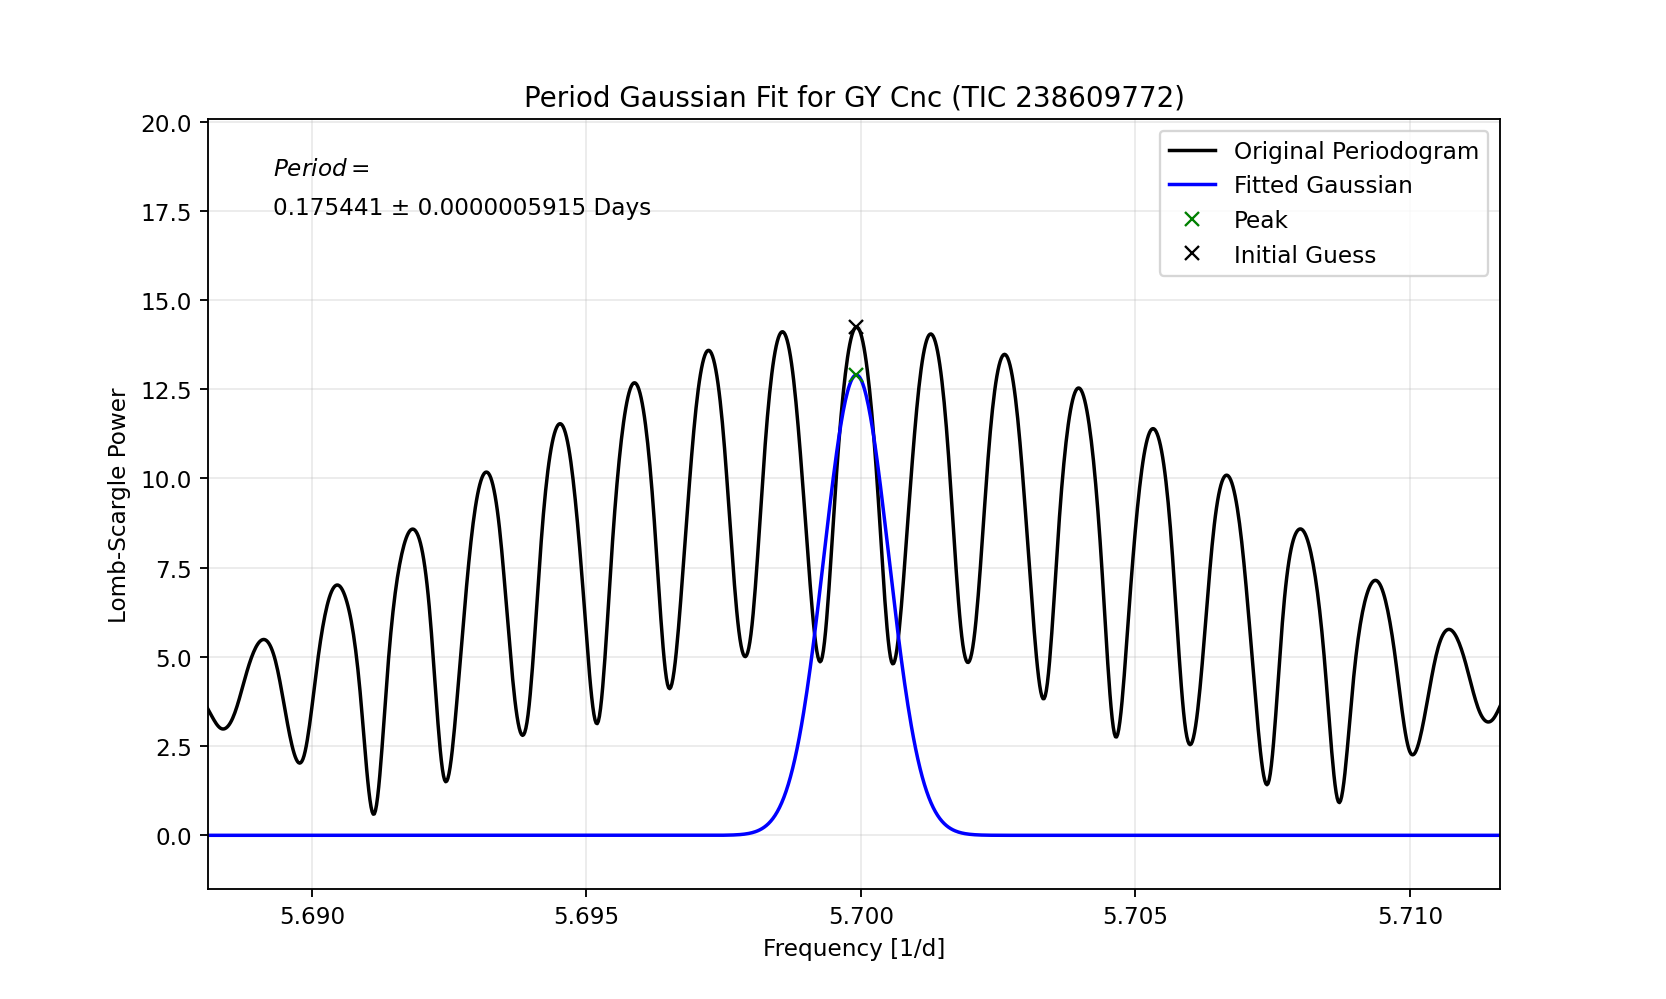 Period Gaussian Fit for GY Cnc (TIC 238609772)
20.0
17.5
15.0
12.5
10.0
7.5
5.0
2.5
0.0
Lomb-Scargle Power
Period =
0.175441 ± 0.0000005915 Days
Original Periodogram
Fitted Gaussian
Peak
Initial Guess
5.690 5.695 5.700 5.705 5.710
Frequency [1/d]